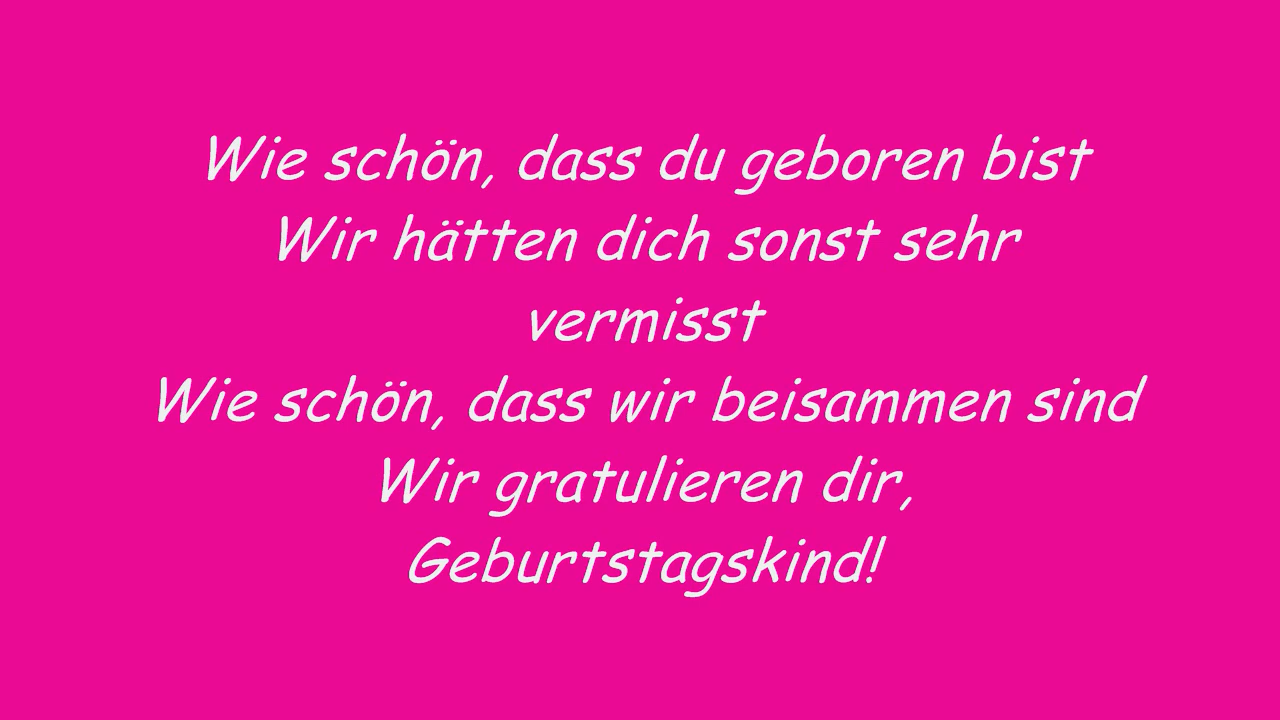 Wie schön, dass du geboren bist
Wir hätten dich sonst sehr
vermisst
Wie schön, dass wir beisammen sind
Wir gratulieren dir,
Geburtstagskind!